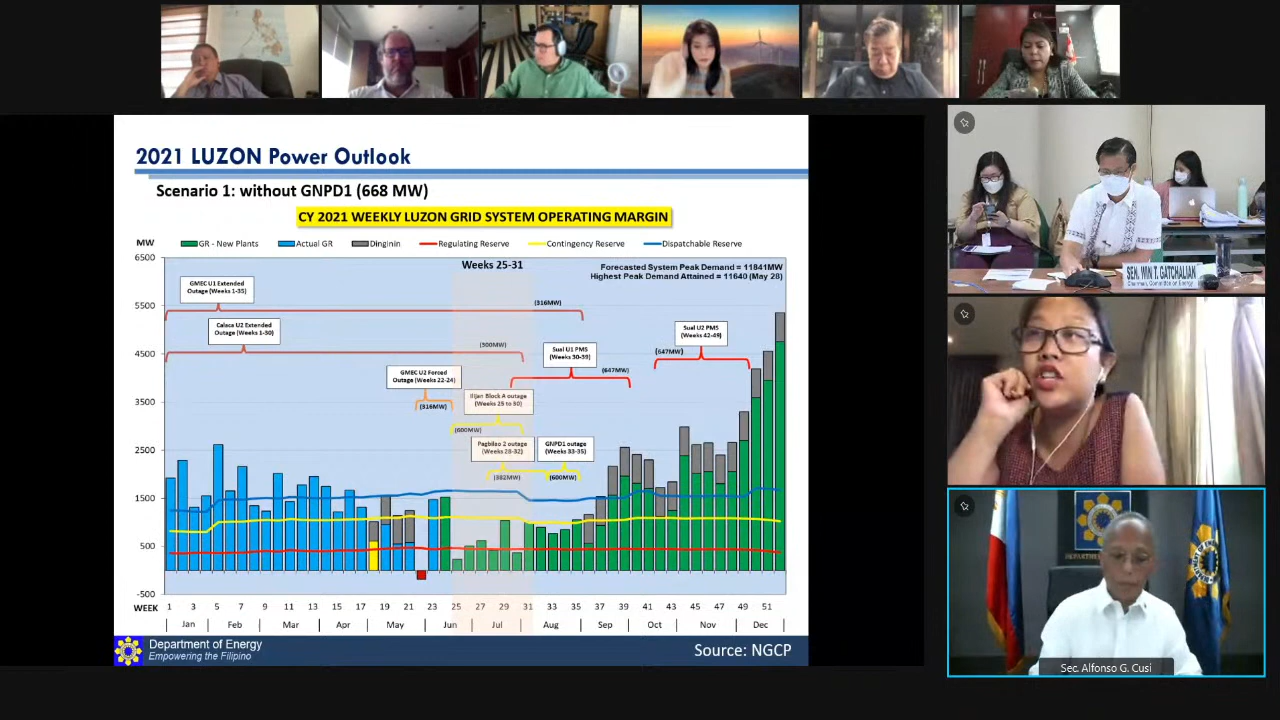 2021 LUZON Power Outlook
Scenario 1: without GNPD1 (668 MW)
CY 2021 WEEKLY LUZON GRID SYSTEM OPERATING MARGIN
MW
GR - New Plants
Actual GR
Dinginin
Regulating Reserve
Contingency Reserve
Dispatchable Reserve
6500
5500
4500
3500
2500
1500
500
-500
Weeks 25-31
Forecasted System Peak Demand = 11841MW
Highest Peak Demand Attained = 11640 (May 28)
GMEC U1 Extended
Outage (Weeks 1-35)
(316MW)
Calaca U2 Extended
Outage (Weeks 1-30)
(300MW)
Sual U2 PMS
(Weeks 42-49)
(647MW)
Sual U1 PMS
(Weeks 30-39)
(647MW)
GMEC U2 Forced
Outage (Weeks 22-24)
(316MW)
Ilijan Block A outage
(Weeks 25 to 30)
(600MW)
Pagbilao 2 outage
(Weeks 28-32)
(382MW)
GNPD1 outage
(Weeks 33-35)
(600MW)
WEEK 1 3 5 7 9 11 13 15 17 19 21 23 25 27 29 31 33 35 37 39 41 43 45 47 49 51
Jan Feb Mar Apr May Jun Jul Aug Sep Oct Nov Dec
Department of Energy
Empowering the Filipino
Source: NGCP
SEN. WIN T. GATCHALIAN
Chairman, Committee on Energy
Sec. Alfonso G. Cusi